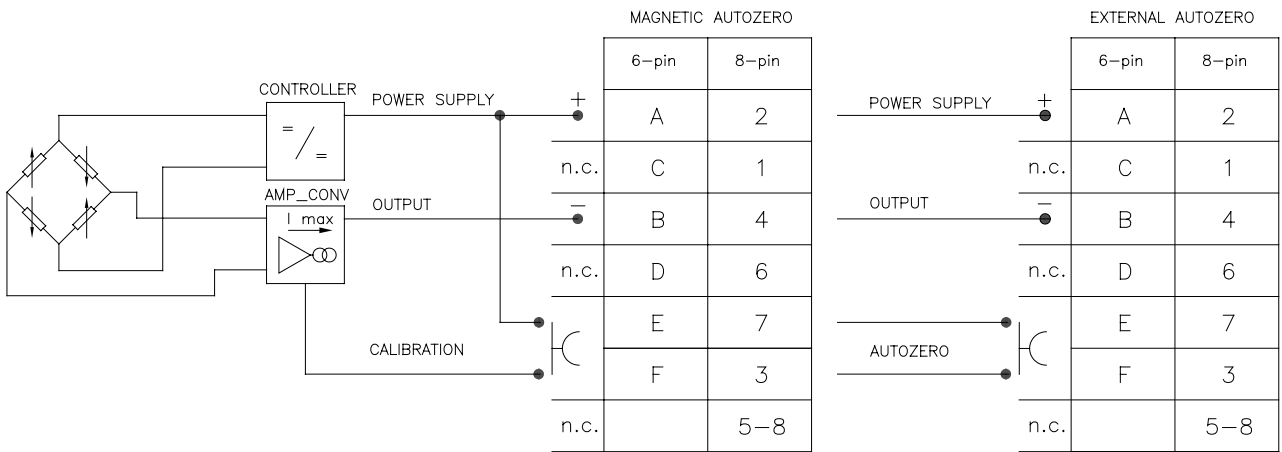 MAGNETIC AUTOZERO
EXTERNAL AUTOZERO
6-pin 8-pin
6-pin 8-pin
CONTROLLER
POWER SUPPLY
+
A 2
POWER SUPPLY
+
A 2
=
/
=
n.c. C 1
n.c. C 1
AMP_CONV
I max
OUTPUT
–
B 4
OUTPUT
–
B 4
n.c. D 6
n.c. D 6
E 7
E 7
CALIBRATION
F 3
AUTOZERO
F 3
n.c. 5-8
n.c. 5-8